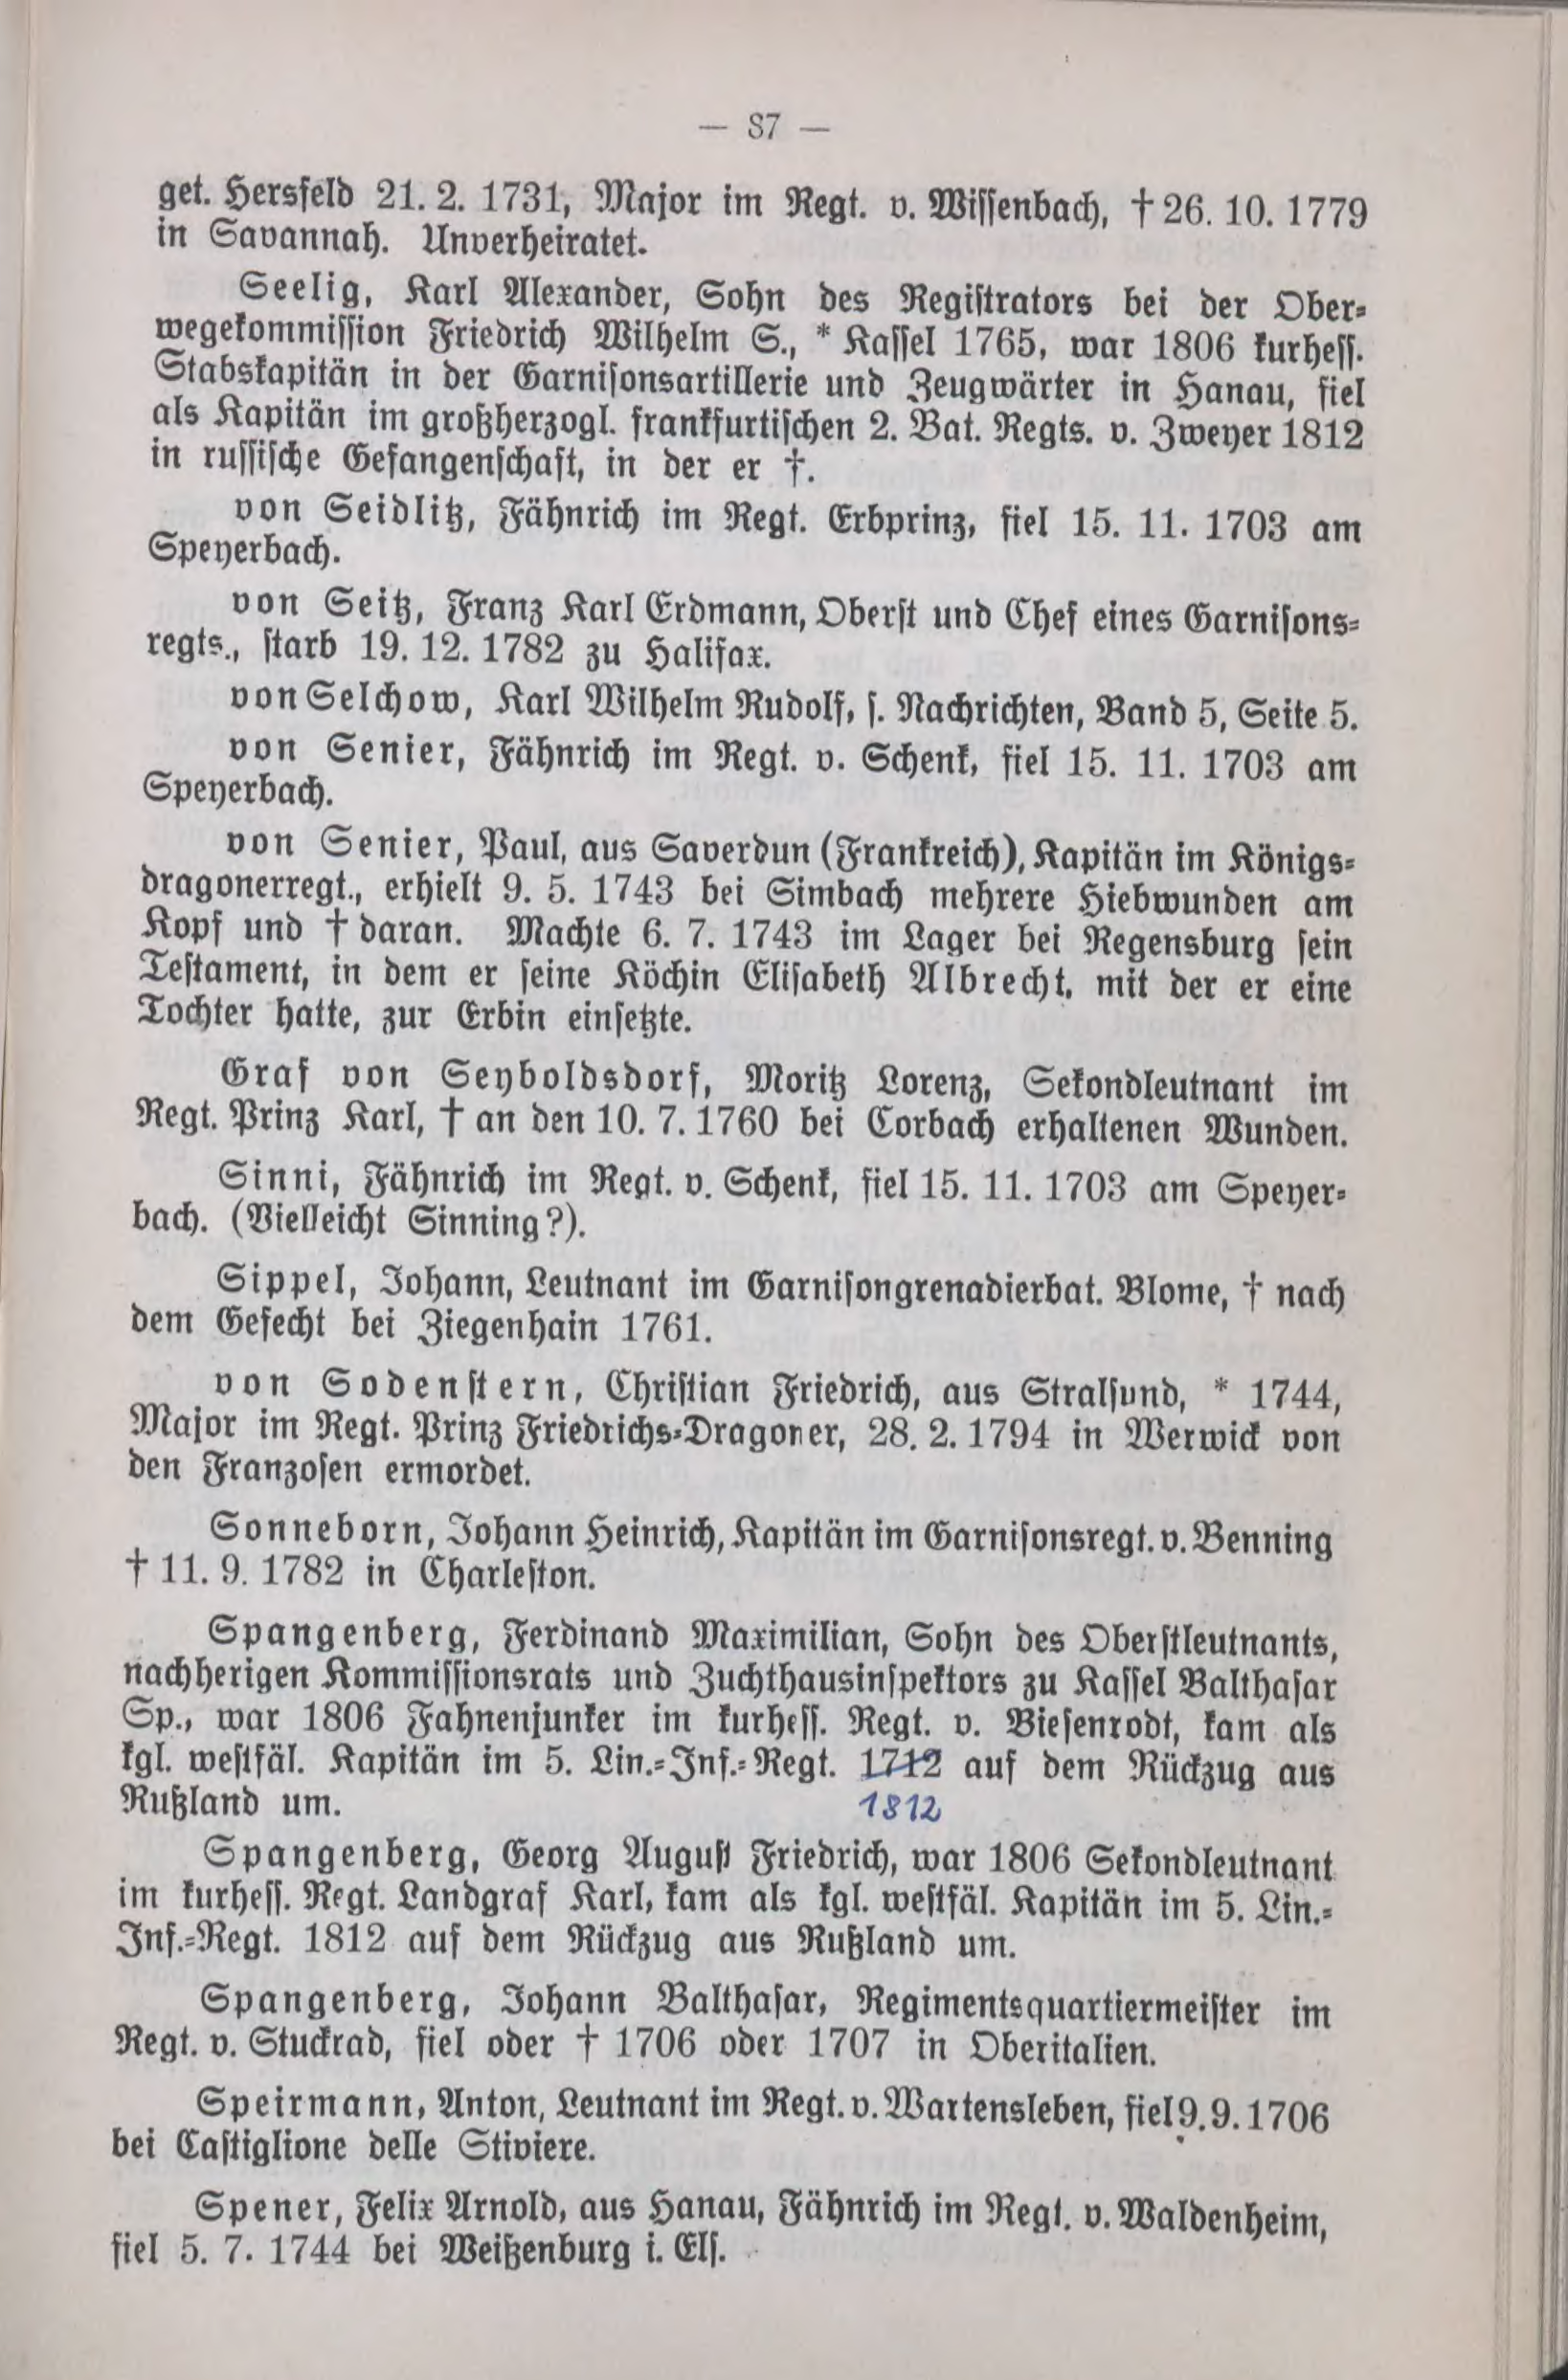 — 87 —
get. Hersfeld 21. 2. 1731, Major im Regt. v. Wissenbach, † 26. 10. 1779
in Savannah. Unverheiratet.
Seelig, Karl Alexander, Sohn des Registrators bei der Ober-
wegekommission Friedrich Wilhelm S., * Kassel 1765, war 1806 kurhess.
Stabskapitän in der Garnisonsartillerie und Zeugwärter in Hanau, fiel
als Kapitän im großherzogl. frankfurtischen 2. Bat. Regts. v. Zweyer 1812
in russische Gefangenschaft, in der er †.
von Seidlitz, Fähnrich im Regt. Erbprinz, fiel 15. 11. 1703 am
Speyerbach.
von Seitz, Franz Karl Erdmann, Oberst und Chef eines Garnisons-
regts., starb 19. 12. 1782 zu Halifax.
von Selchow, Karl Wilhelm Rudolf, s. Nachrichten, Band 5, Seite 5.
von Senier, Fähnrich im Regt. v. Schenk, fiel 15. 11. 1703 am
Speyerbach.
von Senier, Paul, aus Saverdun (Frankreich), Kapitän im Königs-
dragonerregt., erhielt 9. 5. 1743 bei Simbach mehrere Hiebwunden am
Kopf und † daran. Machte 6. 7. 1743 im Lager bei Regensburg sein
Testament, in dem er seine Köchin Elisabeth Albrecht, mit der er eine
Tochter hatte, zur Erbin einsetzte.
Graf von Seyboldsdorf, Moritz Lorenz, Sekondleutnant im
Regt. Prinz Karl, † an den 10. 7. 1760 bei Corbach erhaltenen Wunden.
Sinni, Fähnrich im Regt. v. Schenk, fiel 15. 11. 1703 am Speyer-
bach. (Vielleicht Sinning?).
Sippel, Johann, Leutnant im Garnisongrenadierbat. Blome, † nach
dem Gefecht bei Ziegenhain 1761.
von Sodenstern, Christian Friedrich, aus Stralsund, * 1744,
Major im Regt. Prinz Friedrichs-Dragoner, 28. 2. 1794 in Werwick von
den Franzosen ermordet.
Sonneborn, Johann Heinrich, Kapitän im Garnisonsregt. v. Benning
† 11. 9. 1782 in Charleston.
Spangenberg, Ferdinand Maximilian, Sohn des Oberstleutnants,
nachherigen Kommissionsrats und Zuchthausinspektors zu Kassel Balthasar
Sp., war 1806 Fahnenjunker im kurhess. Regt. v. Biesenrodt, kam als
kgl. westfäl. Kapitän im 5. Lin.-Inf.-Regt. 1712 auf dem Rückzug aus
Rußland um.
1812
Spangenberg, Georg August Friedrich, war 1806 Sekondleutnant
im kurhess. Regt. Landgraf Karl, kam als kgl. westfäl. Kapitän im 5. Lin.-
Inf.-Regt. 1812 auf dem Rückzug aus Rußland um.
Spangenberg, Johann Balthasar, Regimentsquartiermeister im
Regt. v. Stuckrad, fiel oder † 1706 oder 1707 in Oberitalien.
Speirmann, Anton, Leutnant im Regt. v. Wartensleben, fiel 9. 9. 1706
bei Castiglione delle Stiviere.
Spener, Felix Arnold, aus Hanau, Fähnrich im Regt. v. Waldenheim,
fiel 5. 7. 1744 bei Weißenburg i. Els.